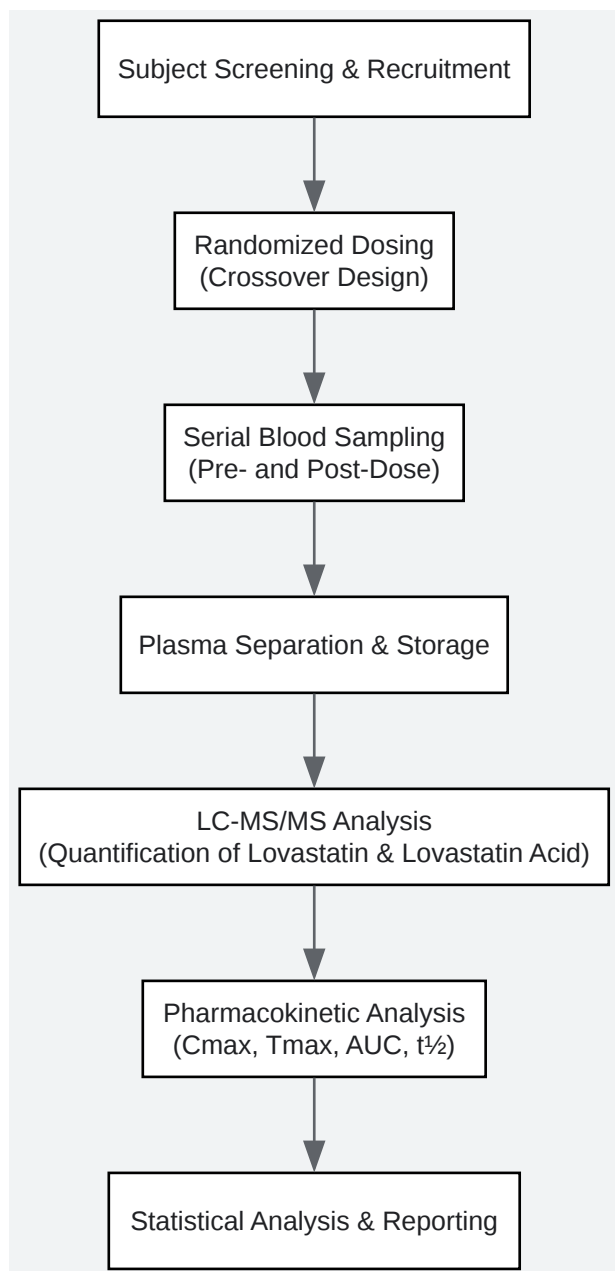 Subject Screening & Recruitment
Randomized Dosing
(Crossover Design)
Serial Blood Sampling
(Pre- and Post-Dose)
Plasma Separation & Storage
LC-MS/MS Analysis
(Quantification of Lovastatin & Lovastatin Acid)
Pharmacokinetic Analysis
(Cmax, Tmax, AUC, t½)
Statistical Analysis & Reporting